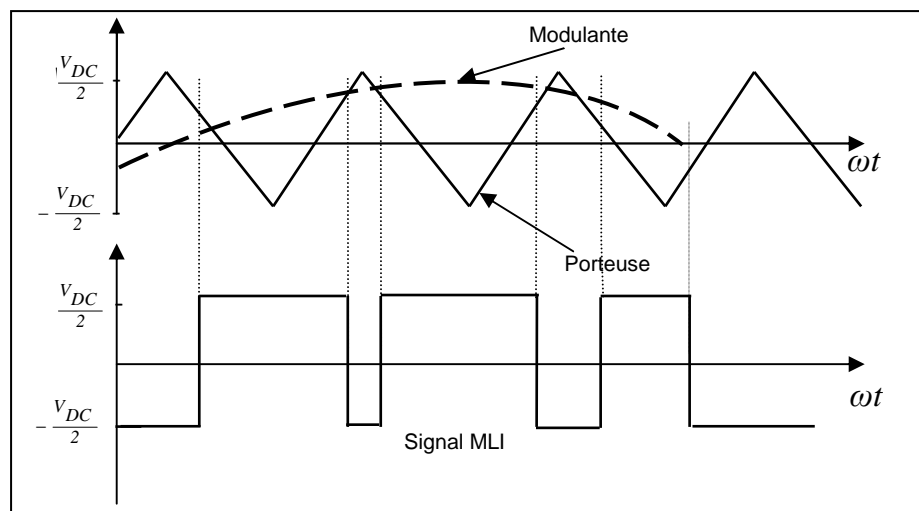 Modulante
V_DC
2
ωt
- V_DC
2
Porteuse
V_DC
2
ωt
- V_DC
2
Signal MLI